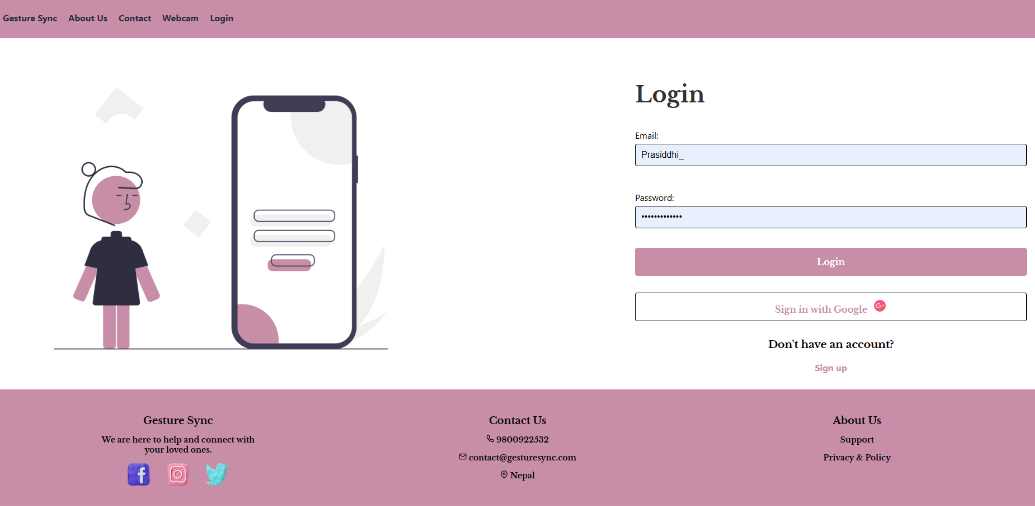 Gesture Sync About Us Contact Webcam Login
Login
Email:
Prasiddhi_
Password:
•••••••••••••
Login
Sign in with Google G+
Don't have an account?
Sign up
Gesture Sync
We are here to help and connect with
your loved ones.
Contact Us
9800922532
contact@gesturesync.com
Nepal
About Us
Support
Privacy & Policy